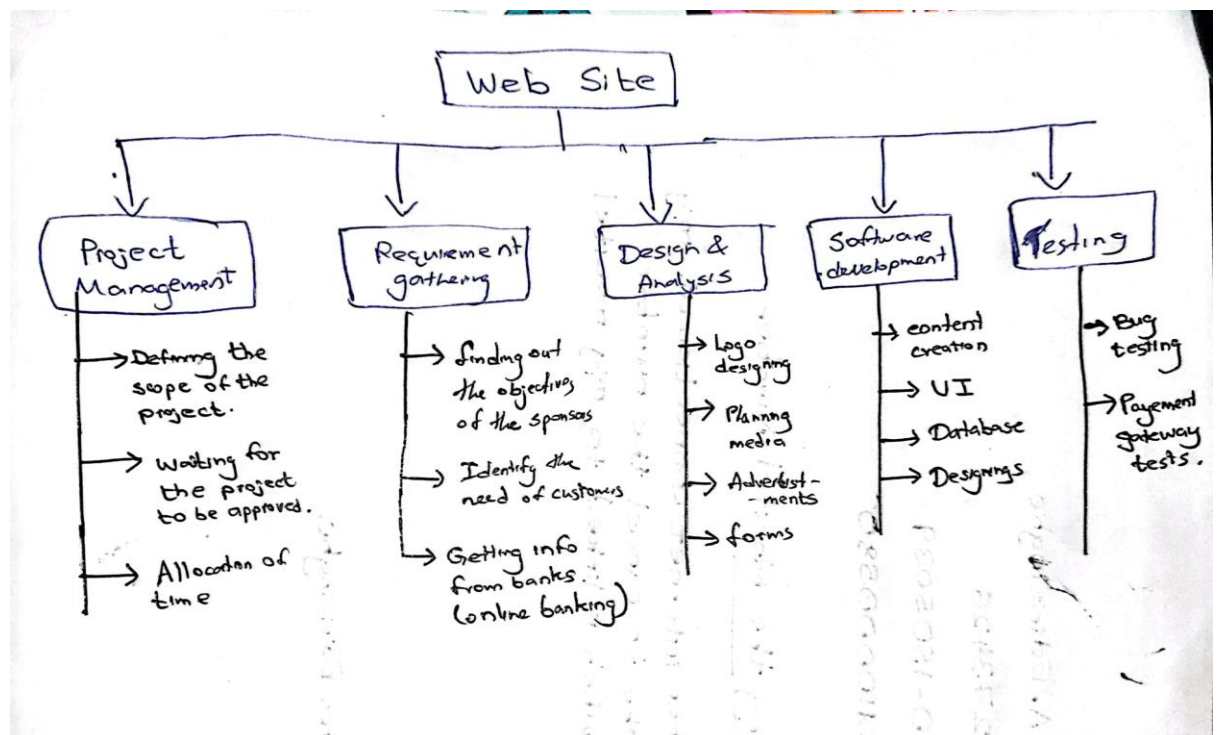 Web Site
Project
Management
Defining the
scope of the
project.
waiting for
the project
to be approved.
Allocation of
time
Requirement
gathering
finding out
the objectives
of the sponsors
Identify the
need of customers
Getting info
from banks.
(online banking)
Design &
Analysis
Logo
designing
Planning
media
Advertist-
-ments
forms
Software
development
content
creation
UI
Database
Designings
Testing
Bug
testing
Payement
gateway
tests.